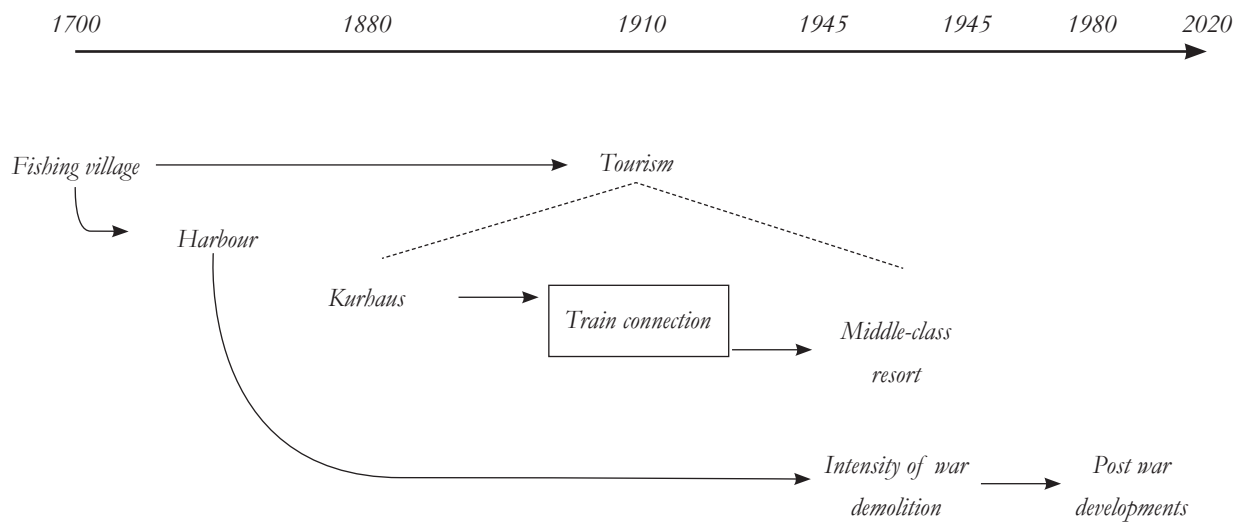 1700 1880 1910 1945 1945 1980 2020
Fishing village
Tourism
Harbour
Kurhaus
Train connection
Middle-class
resort
Intensity of war
demolition
Post war
developments